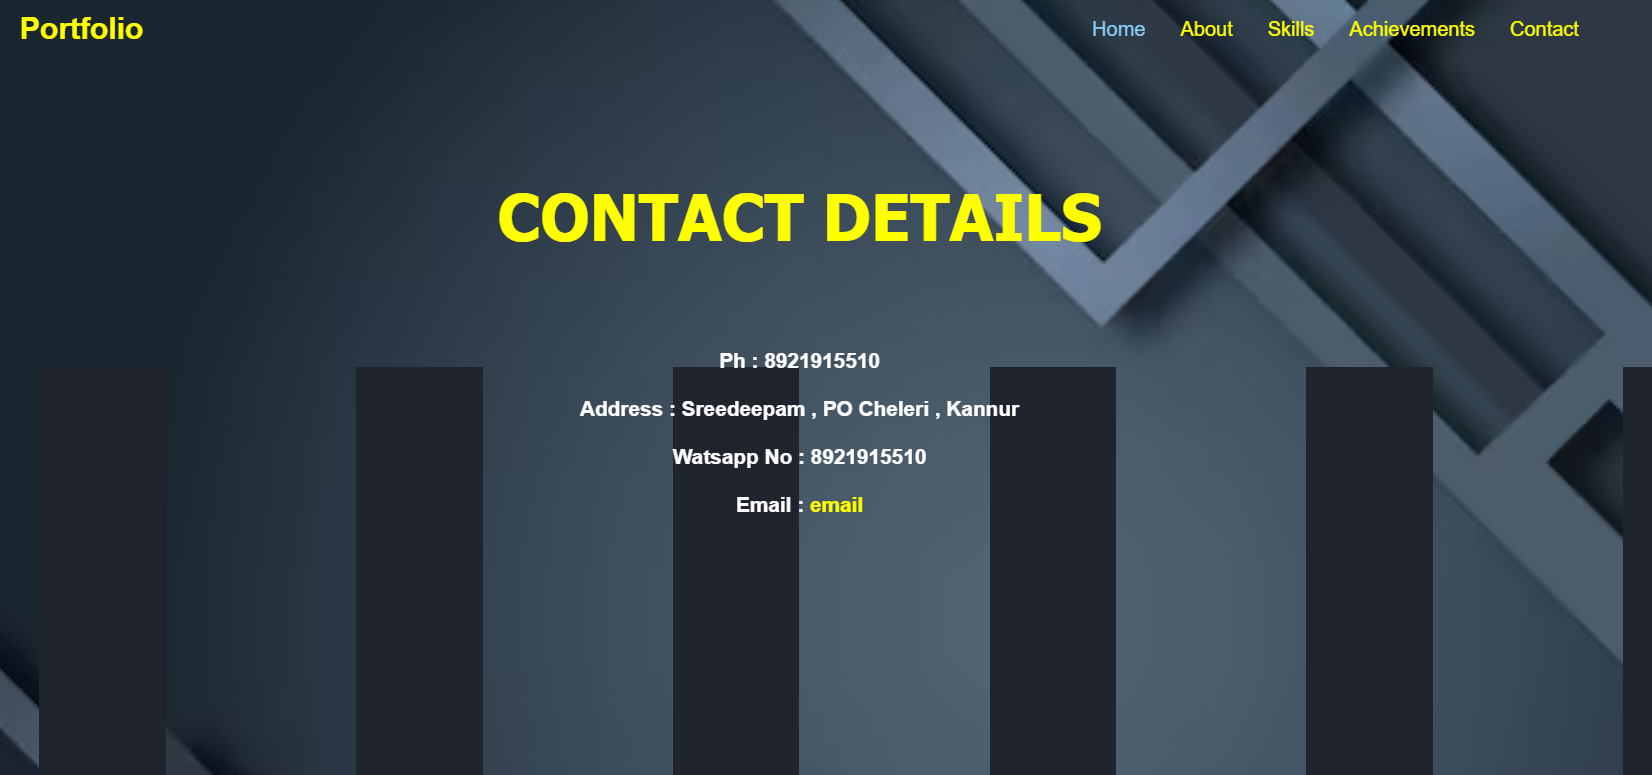 Portfolio
Home About Skills Achievements Contact
CONTACT DETAILS
Ph : 8921915510
Address : Sreedeepam , PO Cheleri , Kannur
Watsapp No : 8921915510
Email : email